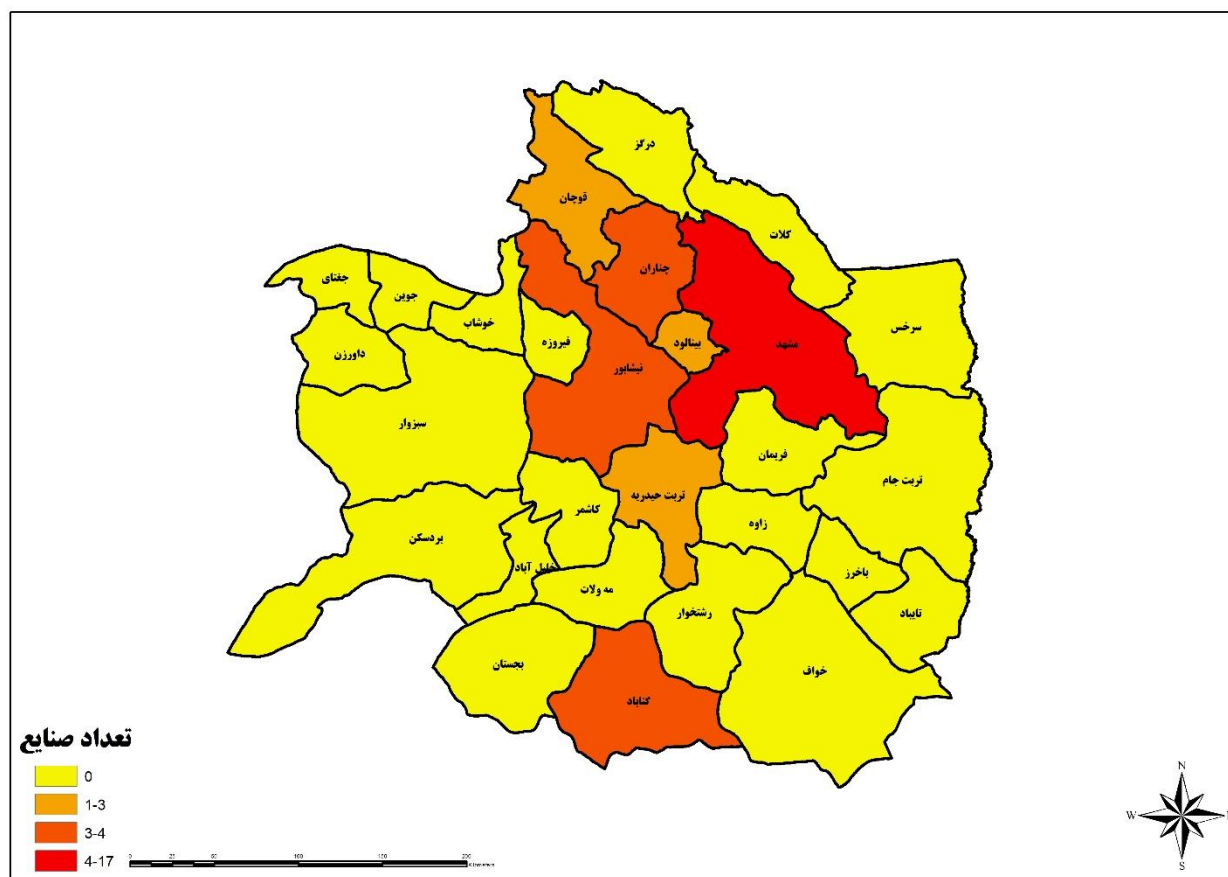 درگز
قوچان
کلات
چناران
سرخس
جغتای
جوین
خوشاب
فیروزه
بینالود
مشهد
داورزن
نیشابور
سبزوار
فریمان
تربت جام
تربت حیدریه
کاشمر
زاوه
بردسکن
خلیل آباد
باخرز
مه ولات
رشتخوار
تایباد
بجستان
خواف
گناباد
تعداد صنایع
0
1-3
3-4
4-17
N
W
S